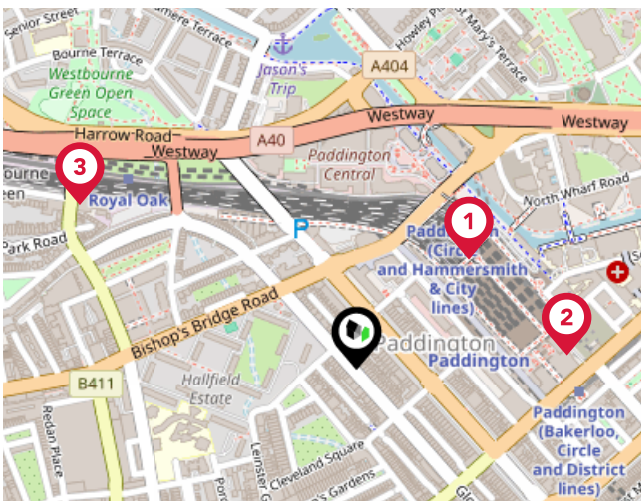 Senior Street
Bourne Terrace
Westbourne
Green Open
Space
Jason's
Trip
A404
Harrow Road
Westway
A40
Westway
Westway
Paddington
Central
3
Royal Oak
Green
Park Road
P
North Wharf Road
1
(Circle
and Hammersmith
& City
lines)
2
Bishop's Bridge Road
Paddington
Paddington
B411
Hallfield
Estate
Redan Place
Cleveland Square
Paddington
(Bakerloo,
Circle
and District
lines)